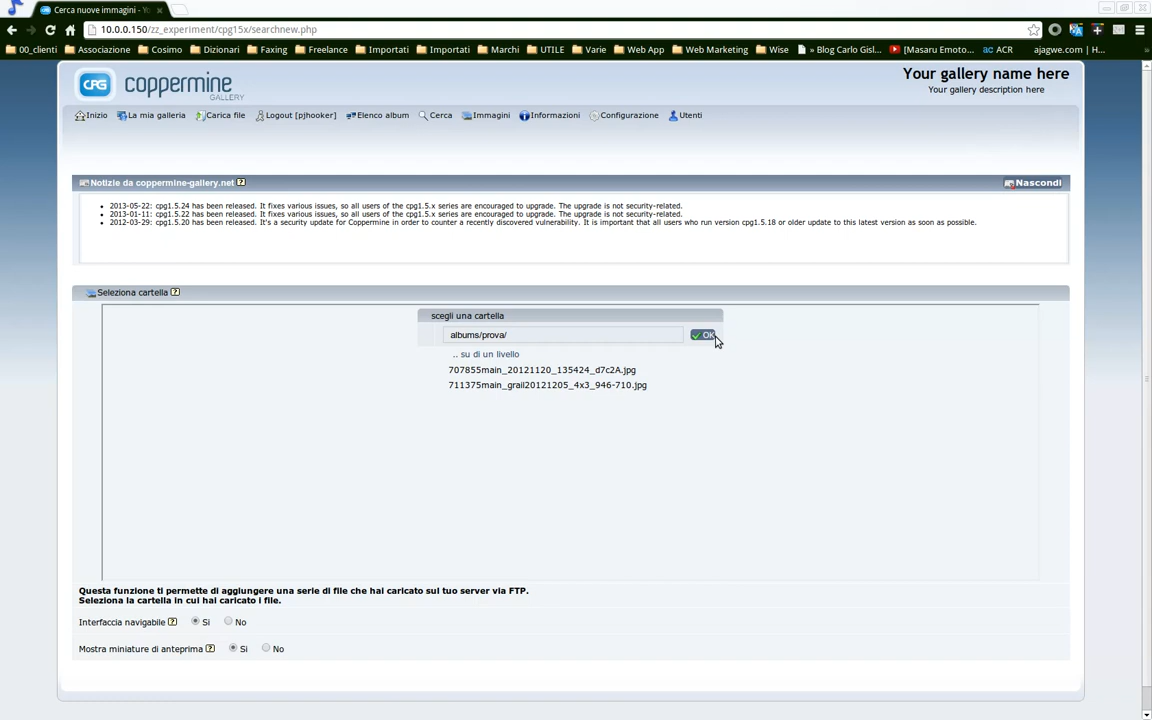 Cerca nuove immagini - Yo
10.0.0.150/zz_experiment/cpg15x/searchnew.php
00_clienti Associazione Cosimo Dizionari Faxing Freelance Importati Importati Marchi UTILE Varie Web App Web Marketing Wise » Blog Carlo Gisl... [Masaru Emoto... ac ACR ajagwe.com | H... »
CPG coppermine GALLERY
Your gallery name here
Your gallery description here
Inizio La mia galleria Carica file Logout [pjhooker] Elenco album Cerca Immagini Informazioni Configurazione Utenti
Notizie da coppermine-gallery.net ? Nascondi
• 2013-05-22: cpg1.5.24 has been released. It fixes various issues, so all users of the cpg1.5.x series are encouraged to upgrade. The upgrade is not security-related.
• 2013-01-11: cpg1.5.22 has been released. It fixes various issues, so all users of the cpg1.5.x series are encouraged to upgrade. The upgrade is not security-related.
• 2012-03-29: cpg1.5.20 has been released. It's a security update for Coppermine in order to counter a recently discovered vulnerability. It is important that all users who run version cpg1.5.18 or older update to this latest version as soon as possible.
Seleziona cartella ?
scegli una cartella
albums/prova/ OK
.. su di un livello
707855main_20121120_135424_d7c2A.jpg
711375main_grail20121205_4x3_946-710.jpg
Questa funzione ti permette di aggiungere una serie di file che hai caricato sul tuo server via FTP.
Seleziona la cartella in cui hai caricato i file.
Interfaccia navigabile ? Si No
Mostra miniature di anteprima ? Si No